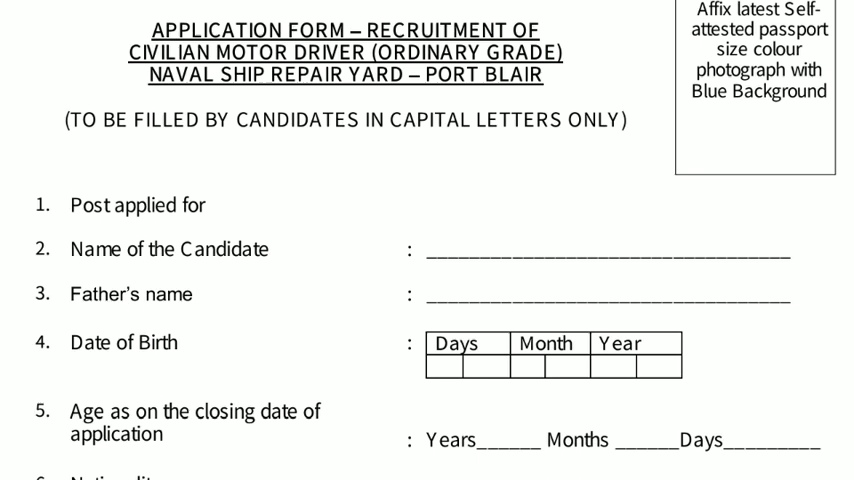 APPLICATION FORM – RECRUITMENT OF
CIVILIAN MOTOR DRIVER (ORDINARY GRADE)
NAVAL SHIP REPAIR YARD – PORT BLAIR
(TO BE FILLED BY CANDIDATES IN CAPITAL LETTERS ONLY)
Affix latest Self-
attested passport
size colour
photograph with
Blue Background
1. Post applied for
2. Name of the Candidate : __________________________________
3. Father's name : __________________________________
4. Date of Birth : Days Month Year
5. Age as on the closing date of
application : Years______ Months ______Days_________